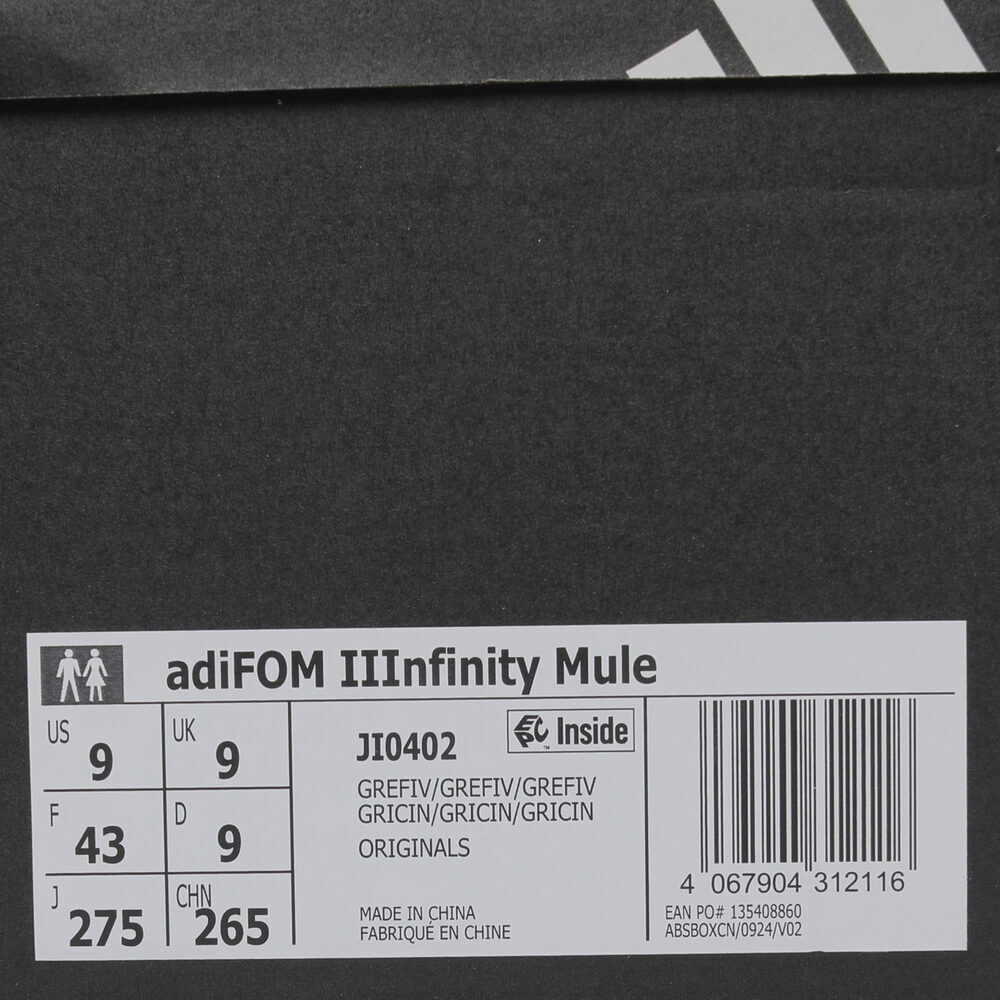 adiFOM IIInfinity Mule
US 9 UK 9
F 43 D 9
J 275 CHN 265
JI0402
EPC™ Inside
GREFIV/GREFIV/GREFIV
GRICIN/GRICIN/GRICIN
ORIGINALS
MADE IN CHINA
FABRIQUÉ EN CHINE
4 067904 312116
EAN PO# 135408860
ABSBOXCN/0924/V02